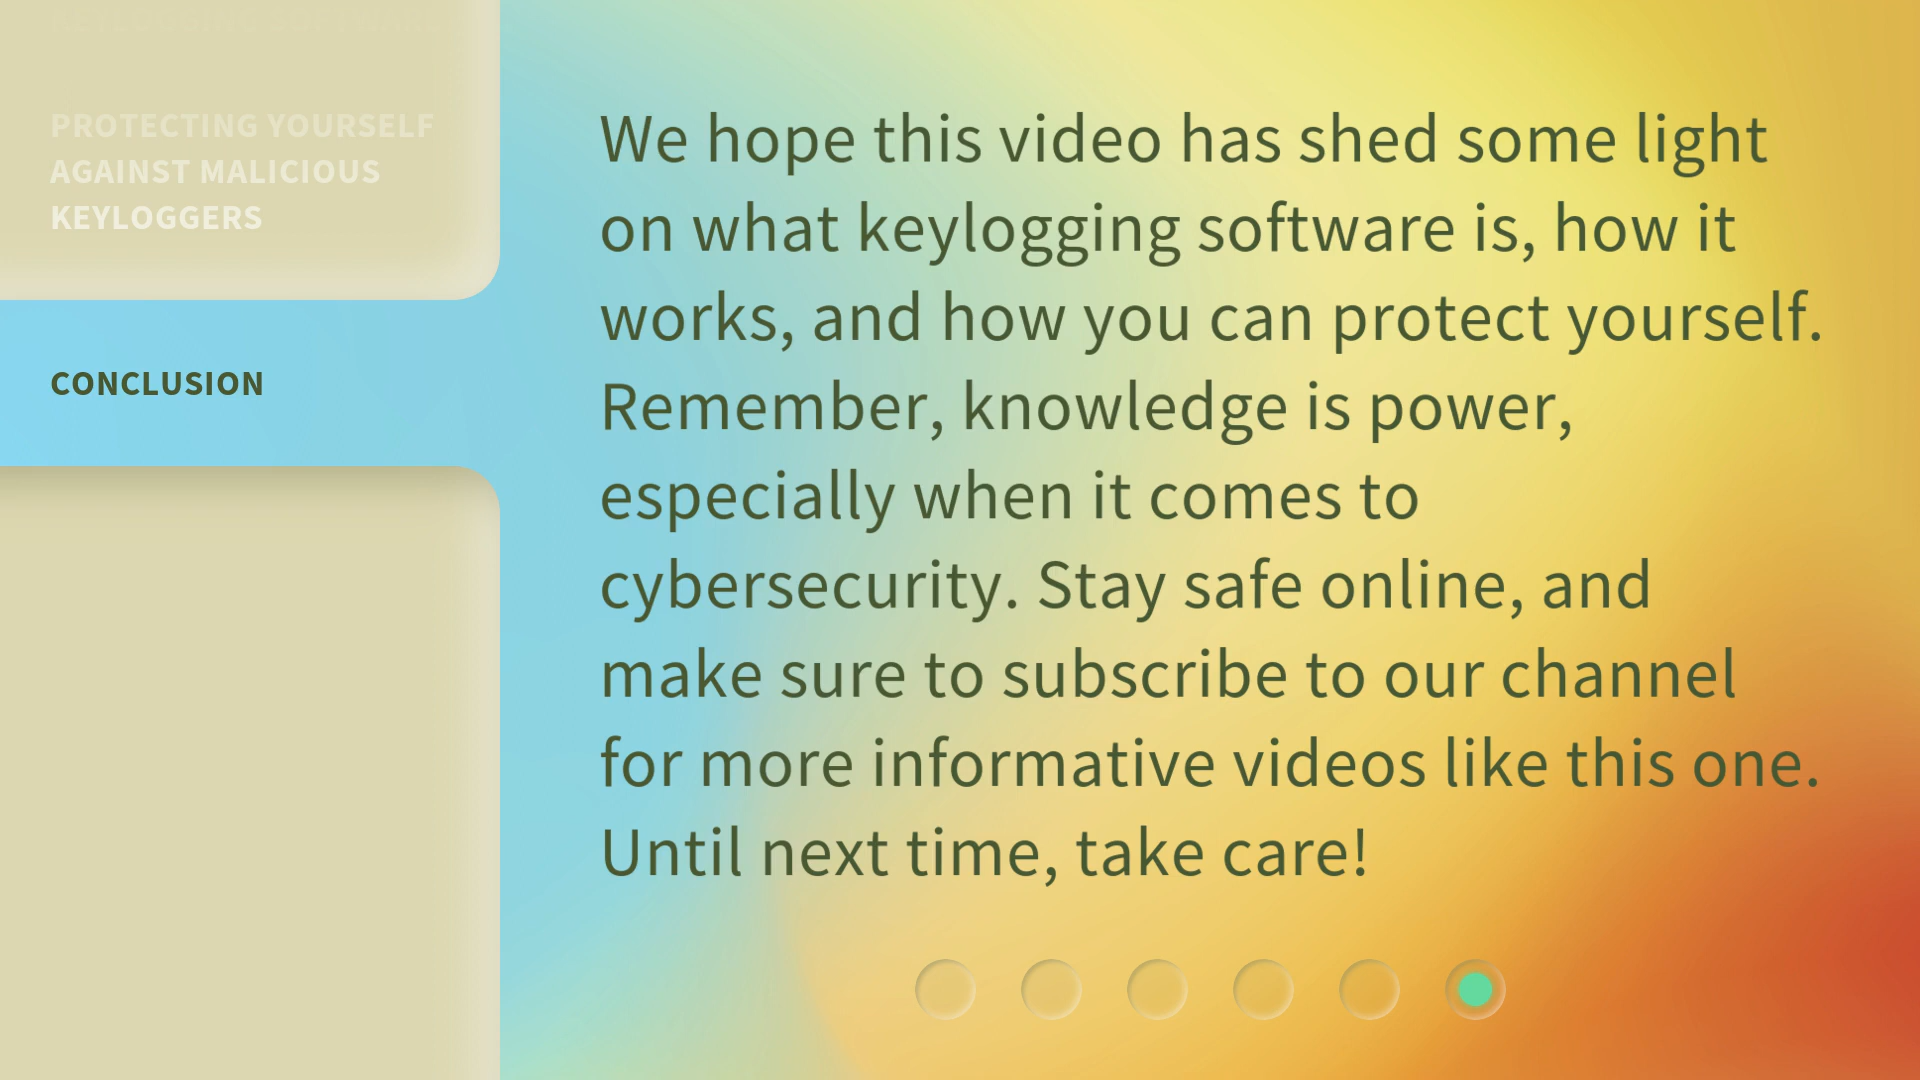 KEYLOGGING SOFTWARE
PROTECTING YOURSELF
AGAINST MALICIOUS
KEYLOGGERS
CONCLUSION
We hope this video has shed some light
on what keylogging software is, how it
works, and how you can protect yourself.
Remember, knowledge is power,
especially when it comes to
cybersecurity. Stay safe online, and
make sure to subscribe to our channel
for more informative videos like this one.
Until next time, take care!